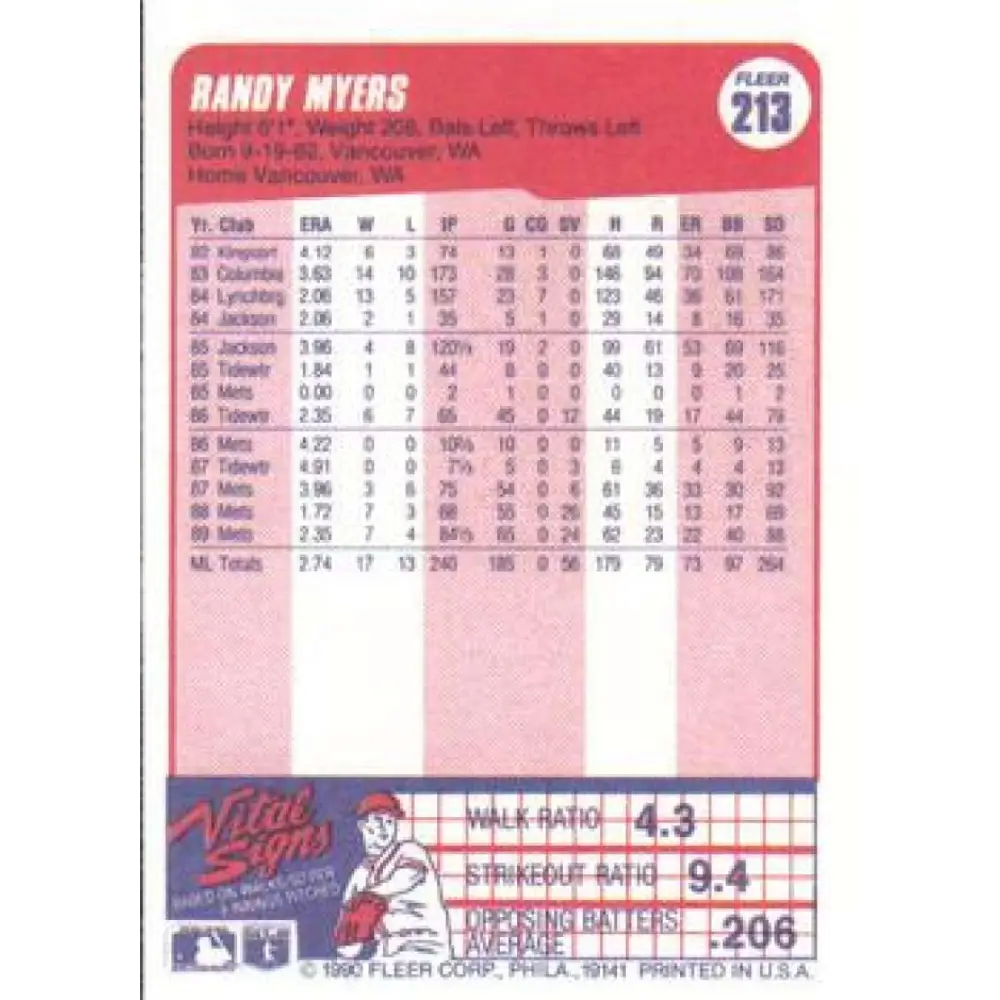 RANDY MYERS
FLEER
213
Height 6'1", Weight 208, Bats Left, Throws Left
Born 9-19-62, Vancouver, WA
Home Vancouver, WA
Yr. Club ERA W L IP G CG SV H R ER BB SO
82 Kingsport 4.12 6 3 74 13 1 0 68 49 34 69 86
83 Columbia 3.63 14 10 173 28 3 0 146 94 70 108 164
84 Lynchbrg 2.06 13 5 157 23 7 0 123 46 36 61 171
84 Jackson 2.06 2 1 35 5 1 0 29 14 8 16 35
85 Jackson 3.96 4 8 120⅓ 19 2 0 99 61 53 69 116
85 Tidewtr 1.84 1 1 44 8 0 0 40 13 9 20 25
85 Mets 0.00 0 0 2 1 0 0 0 0 0 1 2
86 Tidewtr 2.35 6 7 65 45 0 12 44 19 17 44 79
86 Mets 4.22 0 0 10⅔ 10 0 0 11 5 5 9 13
87 Tidewtr 4.91 0 0 7⅓ 5 0 3 6 4 4 4 13
87 Mets 3.96 3 6 75 54 0 6 61 36 33 30 92
88 Mets 1.72 7 3 68 55 0 26 45 15 13 17 69
89 Mets 2.35 7 4 84⅓ 65 0 24 62 23 22 40 88
ML Totals 2.74 17 13 240 185 0 56 179 79 73 97 264
Vital
Signs
BASED ON WALKS/SO PER
9 INNINGS PITCHED
WALK RATIO 4.3
STRIKEOUT RATIO 9.4
OPPOSING BATTERS
AVERAGE .206
© 1990 FLEER CORP., PHILA., 19141 PRINTED IN U.S.A.